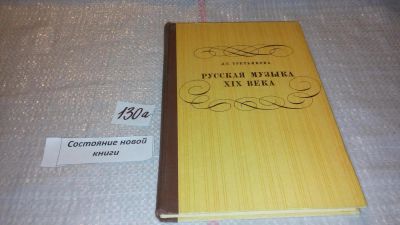 130а
Состояние новой
книги
Л.С. ТРЕТЬЯКОВА
РУССКАЯ МУЗЫКА
XIX ВЕКА